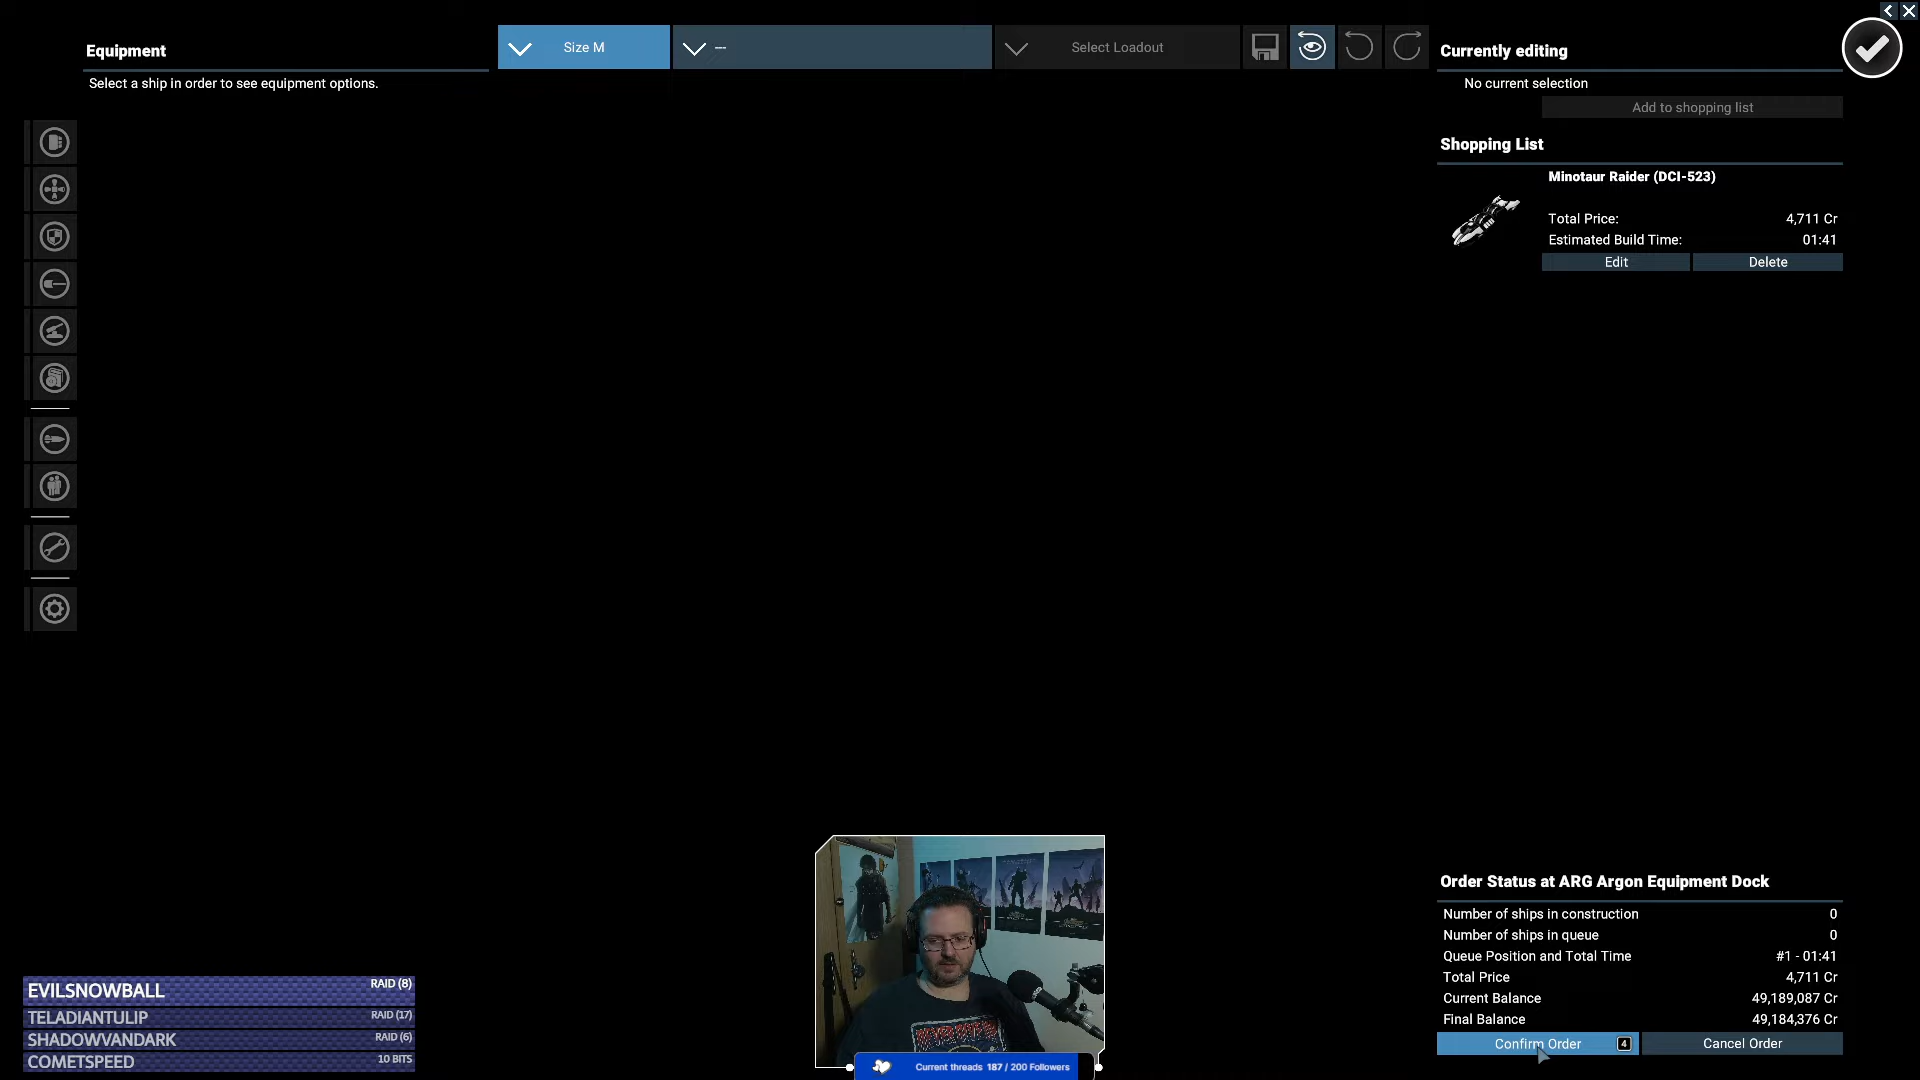 Equipment
Select a ship in order to see equipment options.
Size M
---
Select Loadout
Currently editing
No current selection
Add to shopping list
Shopping List
Minotaur Raider (DCI-523)
Total Price: 4,711 Cr
Estimated Build Time: 01:41
Edit
Delete
Order Status at ARG Argon Equipment Dock
Number of ships in construction 0
Number of ships in queue 0
Queue Position and Total Time #1 - 01:41
Total Price 4,711 Cr
Current Balance 49,189,087 Cr
Final Balance 49,184,376 Cr
Confirm Order 4
Cancel Order
EVILSNOWBALL RAID (8)
TELADIANTULIP RAID (17)
SHADOWVANDARK RAID (6)
COMETSPEED 10 BITS
Current threads 187 / 200 Followers